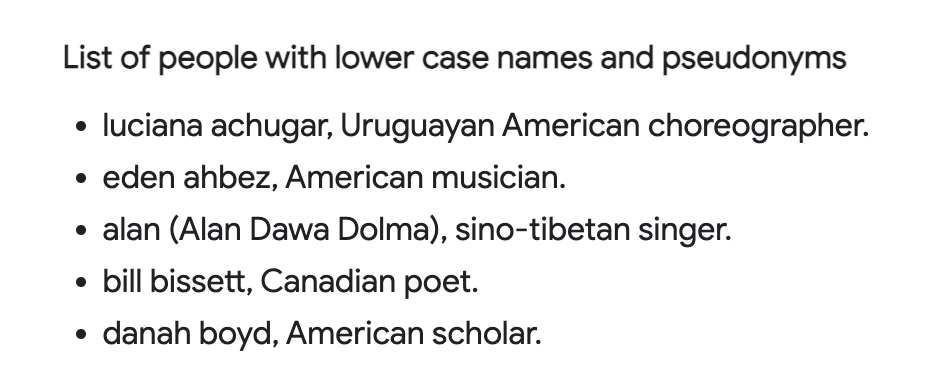 List of people with lower case names and pseudonyms
• luciana achugar, Uruguayan American choreographer.
• eden ahbez, American musician.
• alan (Alan Dawa Dolma), sino-tibetan singer.
• bill bissett, Canadian poet.
• danah boyd, American scholar.